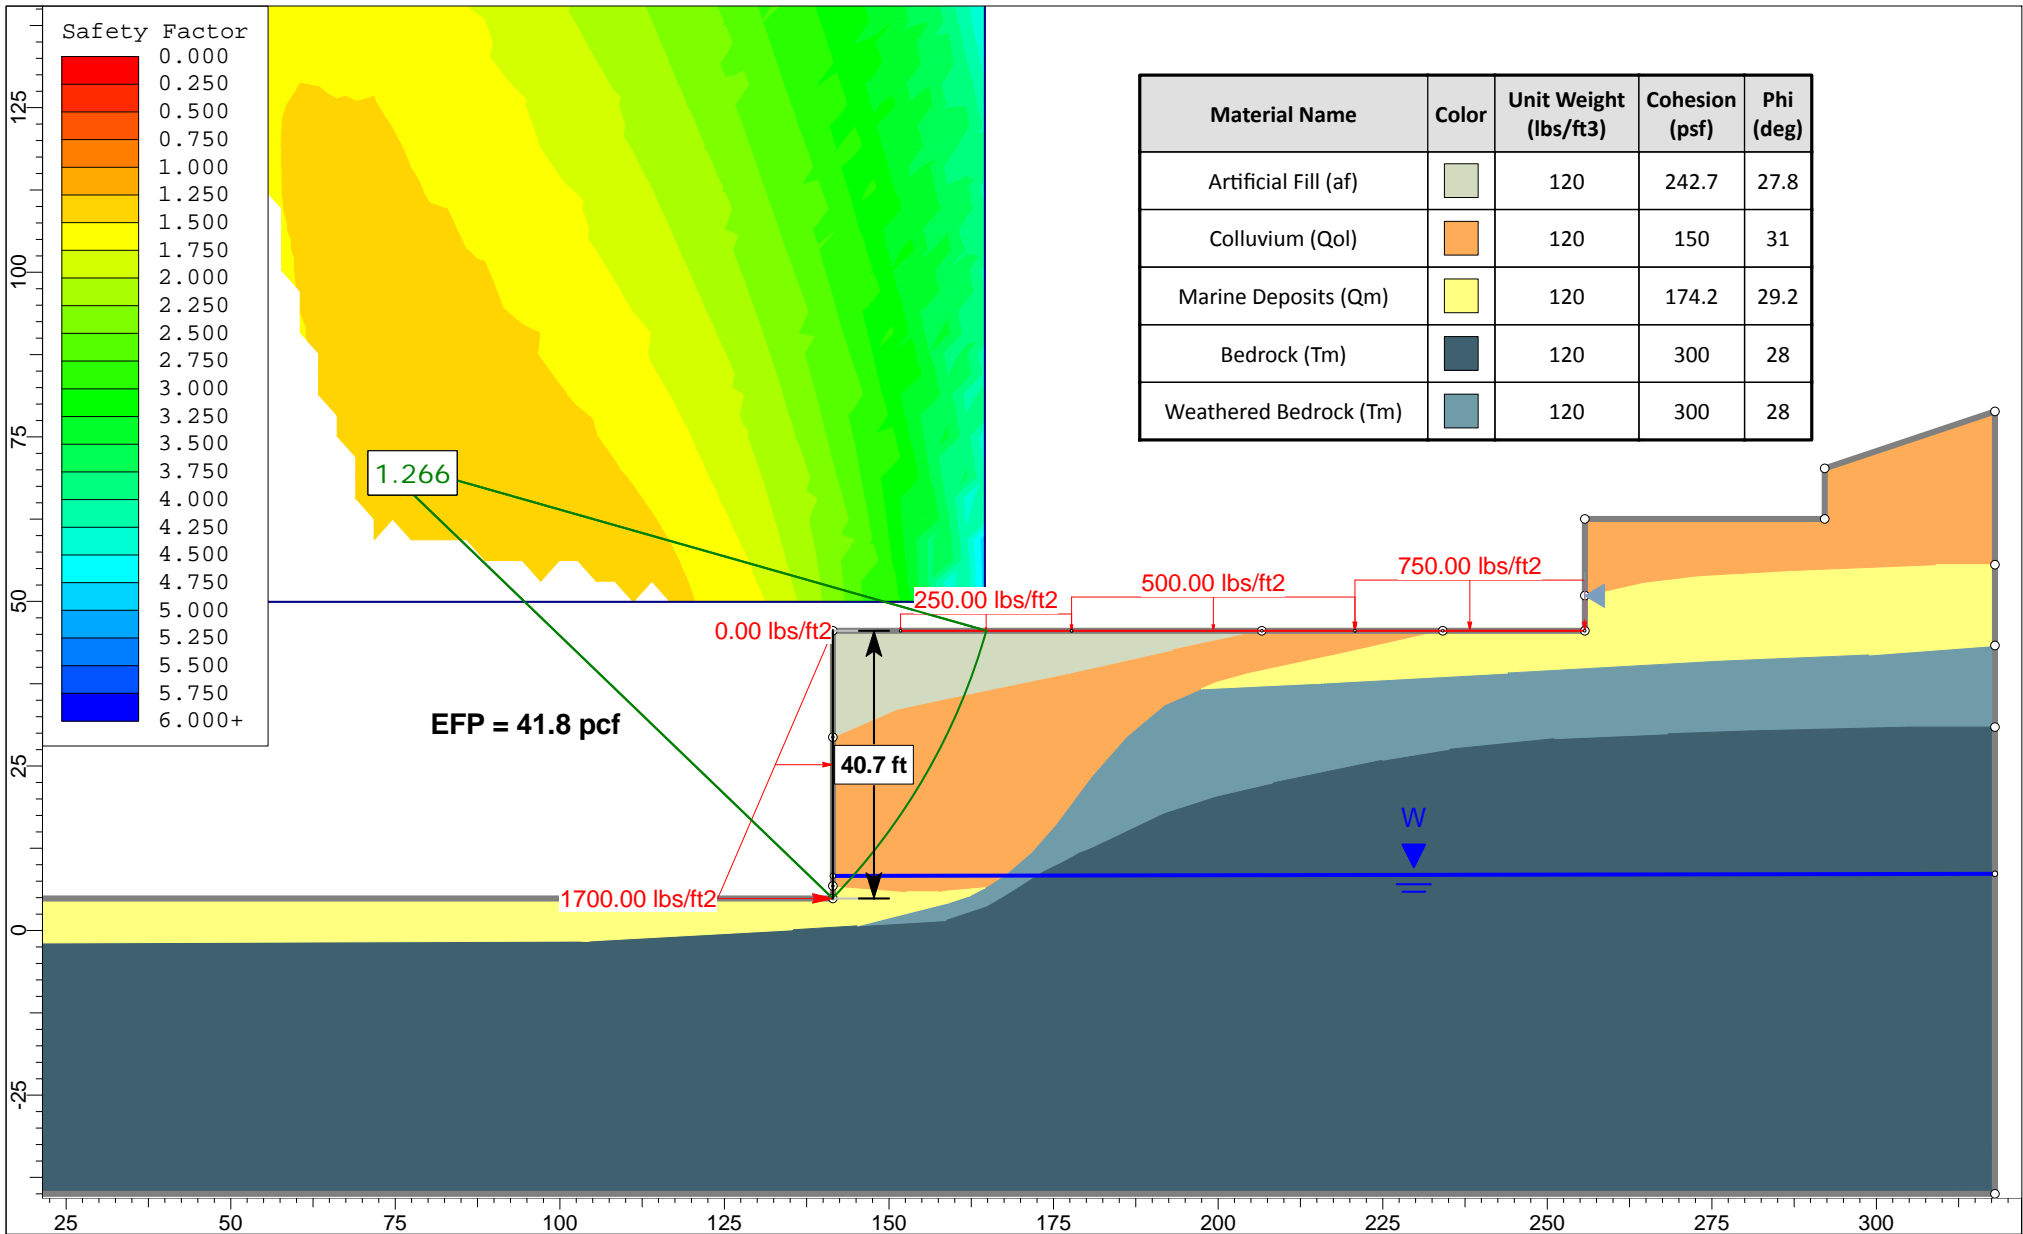 Safety Factor
0.000
0.250
0.500
0.750
1.000
1.250
1.500
1.750
2.000
2.250
2.500
2.750
3.000
3.250
3.500
3.750
4.000
4.250
4.500
4.750
5.000
5.250
5.500
5.750
6.000+
Material Name Color Unit Weight (lbs/ft3) Cohesion (psf) Phi (deg)
Artificial Fill (af) 120 242.7 27.8
Colluvium (Qol) 120 150 31
Marine Deposits (Qm) 120 174.2 29.2
Bedrock (Tm) 120 300 28
Weathered Bedrock (Tm) 120 300 28
1.266
750.00 lbs/ft2
500.00 lbs/ft2
250.00 lbs/ft2
0.00 lbs/ft2
EFP = 41.8 pcf
40.7 ft
W
1700.00 lbs/ft2
125
100
75
50
25
0
-25
25 50 75 100 125 150 175 200 225 250 275 300